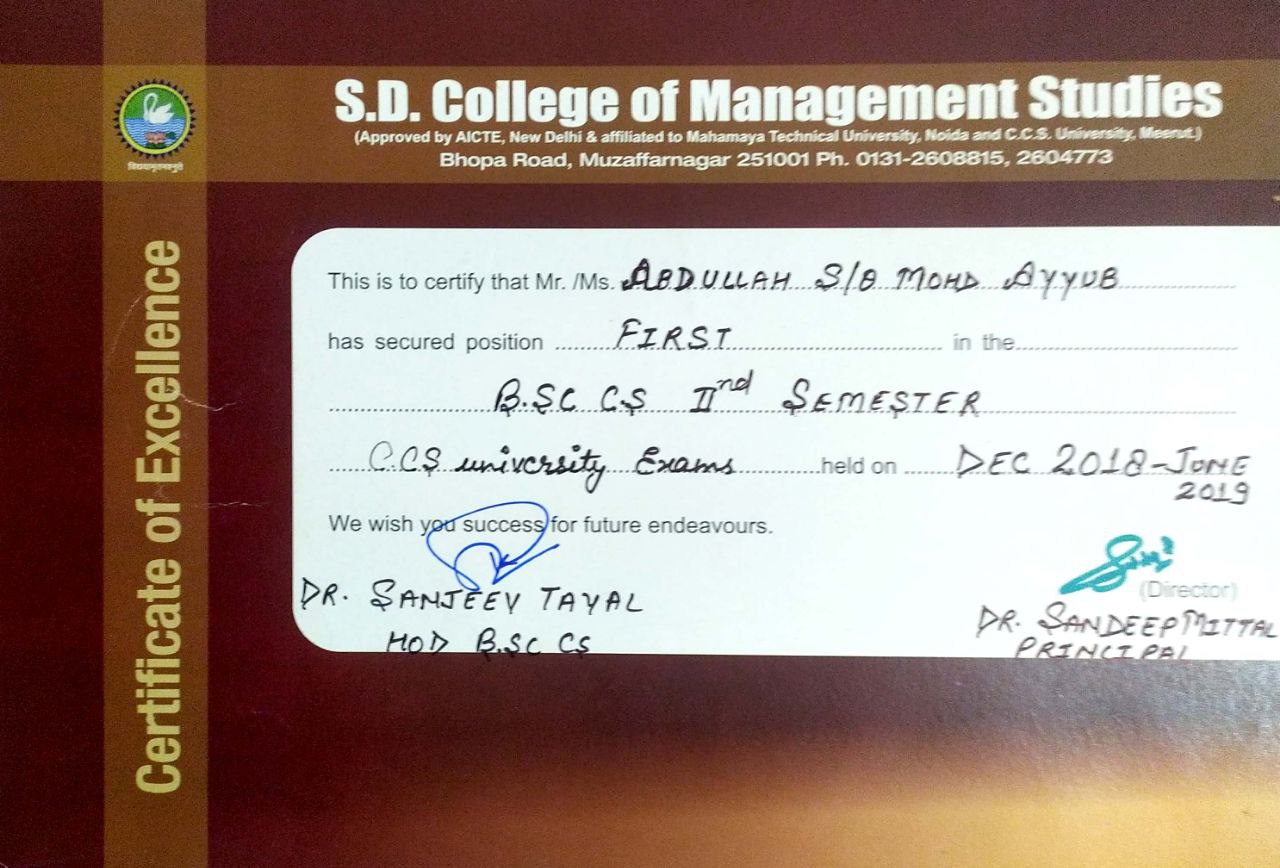 S.D. College of Management Studies
(Approved by AICTE, New Delhi & affiliated to Mahamaya Technical University, Noida and C.C.S. University, Meerut.)
Bhopa Road, Muzaffarnagar 251001 Ph. 0131-2608815, 2604773
Certificate of Excellence
This is to certify that Mr. /Ms. ABDULLAH S/O MOHD AYYUB
has secured position FIRST in the
B.SC CS IInd SEMESTER
C.CS university Exams held on DEC 2018-JUNE
2019
We wish you success for future endeavours.
(Director)
DR. SANJEEV TAYAL DR. SANDEEP MITTAL
HOD B.SC CS PRINCIPAL